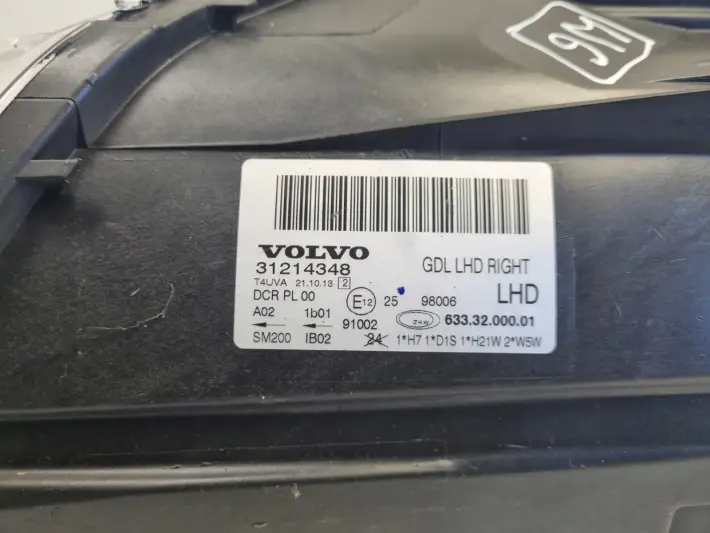 9M
VOLVO
31214348
GDL LHD RIGHT
T4UVA 21.10.13 2
DCR PL 00
E12 25 98006 LHD
A02 1b01 91002 ZKW 633.32.000.01
SM200 IB02 24 1*H7 1*D1S 1*H21W 2*W5W